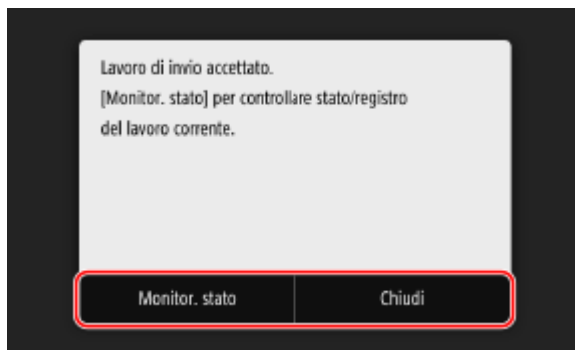 Lavoro di invio accettato.
[Monitor. stato] per controllare stato/registro
del lavoro corrente.
Monitor. stato Chiudi